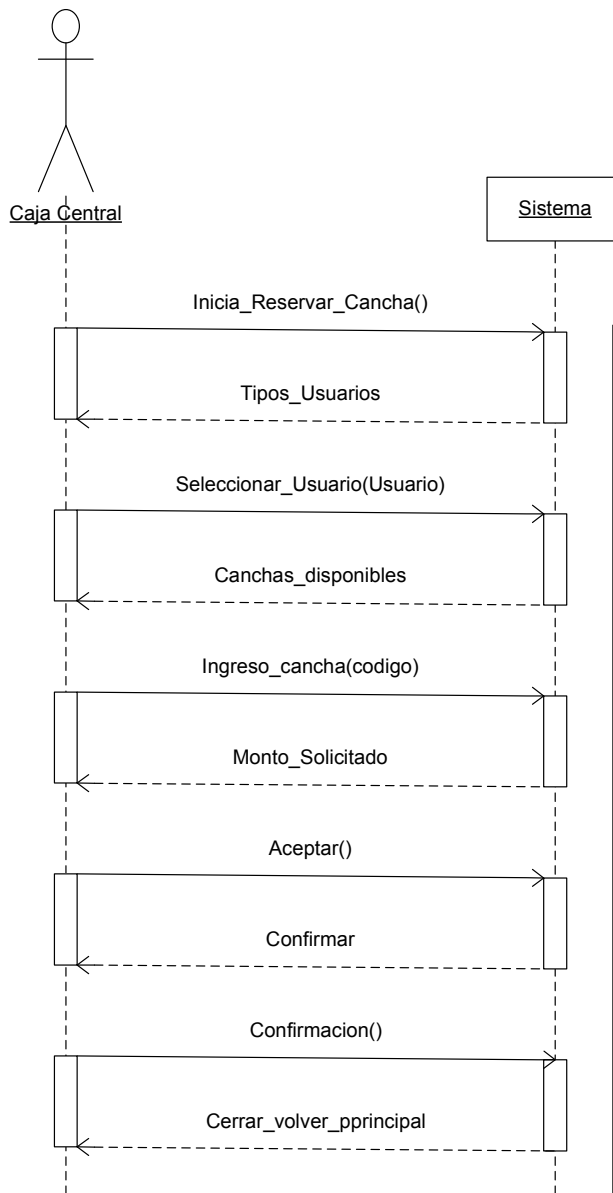 Caja Central
Sistema
Inicia_Reservar_Cancha()
Tipos_Usuarios
Seleccionar_Usuario(Usuario)
Canchas_disponibles
Ingreso_cancha(codigo)
Monto_Solicitado
Aceptar()
Confirmar
Confirmacion()
Cerrar_volver_pprincipal